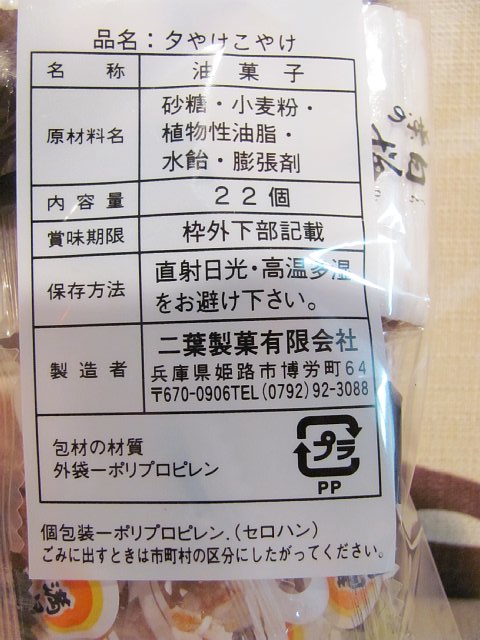 品名：夕やけこやけ
名称 油菓子
原材料名 砂糖・小麦粉・
植物性油脂・
水飴・膨張剤
内容量 22個
賞味期限 枠外下部記載
保存方法 直射日光・高温多湿
をお避け下さい。
製造者 二葉製菓有限会社
兵庫県姫路市博労町64
〒670-0906TEL(0792)92-3088
包材の材質
外袋ーポリプロピレン
プラ
PP
個包装ーポリプロピレン.(セロハン)
ごみに出すときは市町村の区分にしたがってください。